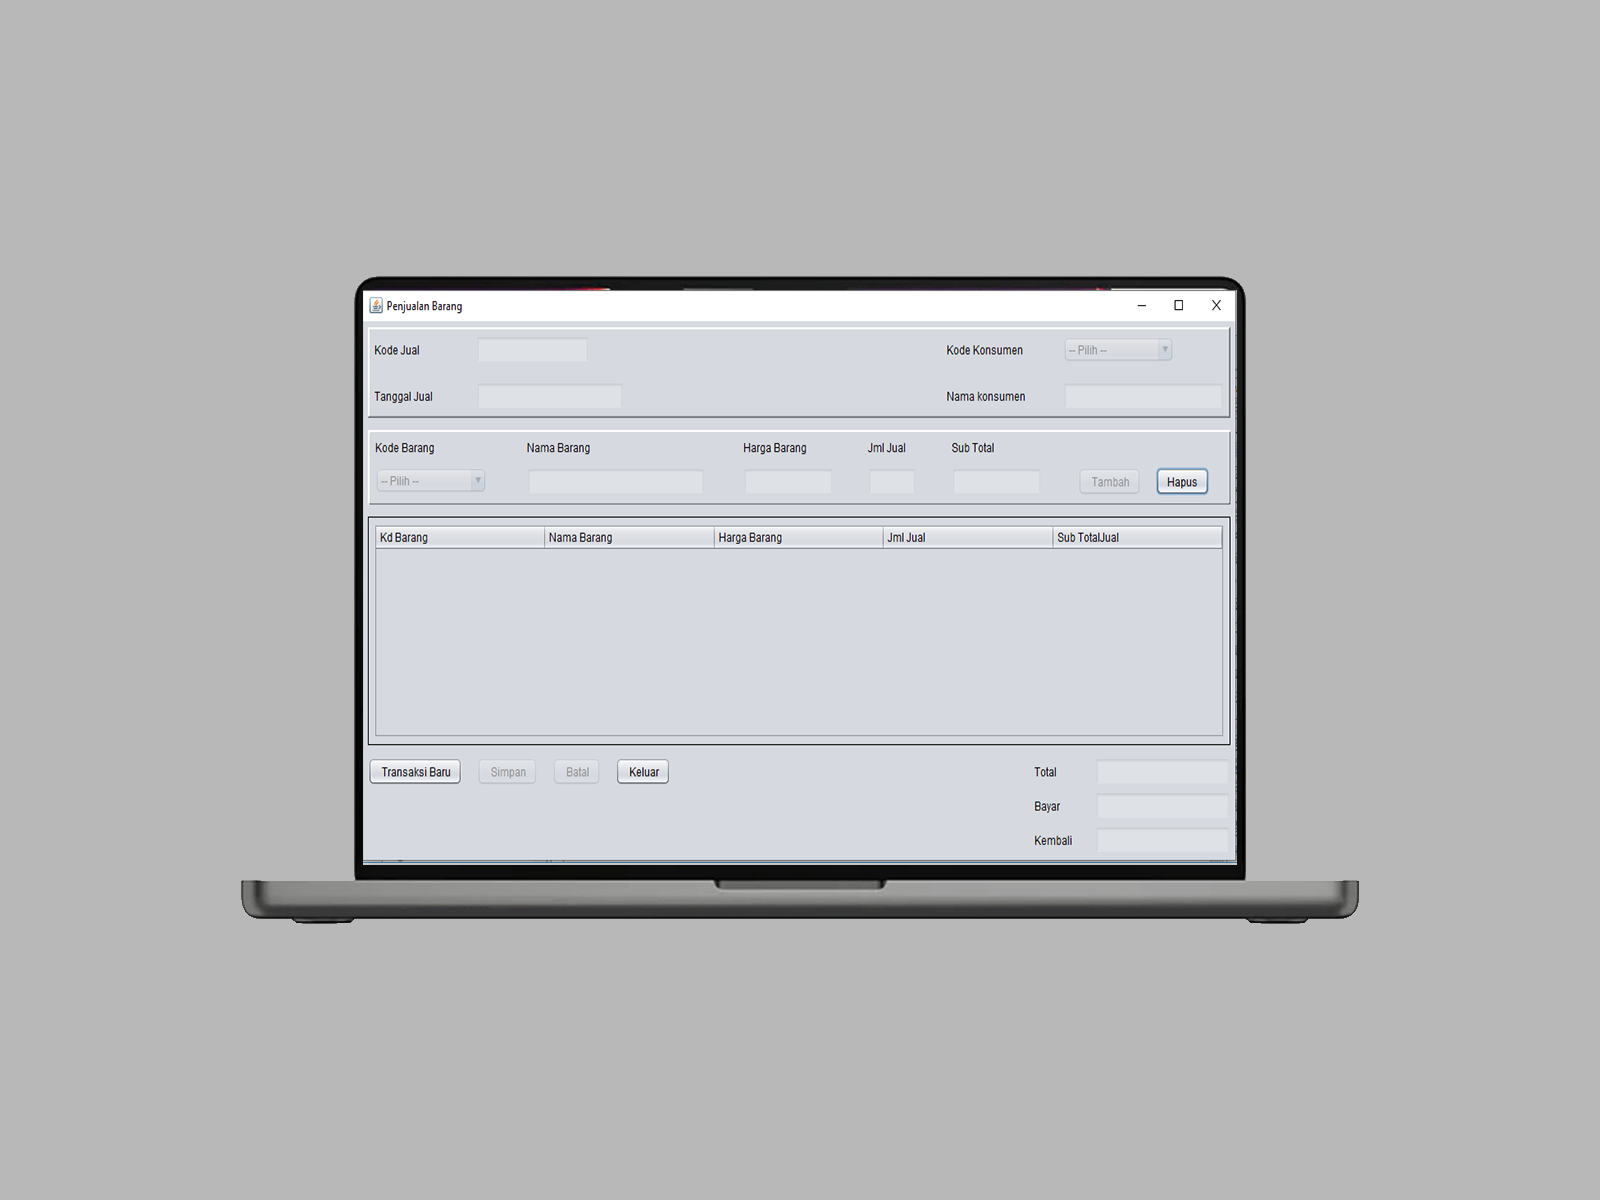 Penjualan Barang
Kode Jual
Kode Konsumen
-- Pilih --
Tanggal Jual
Nama konsumen
Kode Barang
Nama Barang
Harga Barang
Jml Jual
Sub Total
-- Pilih --
Tambah
Hapus
Kd Barang
Nama Barang
Harga Barang
Jml Jual
Sub TotalJual
Transaksi Baru
Simpan
Batal
Keluar
Total
Bayar
Kembali